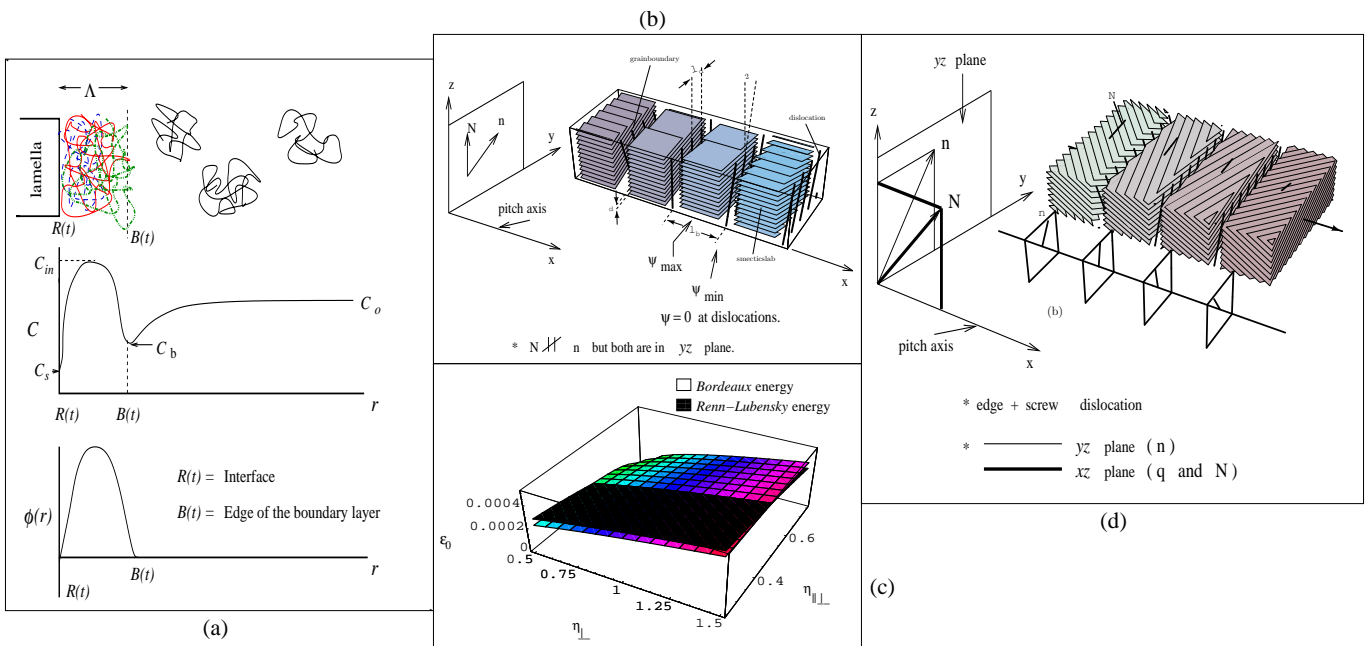 Λ
lamella
R(t)
B(t)
C_in
C
C_o
C_b
C_s
R(t)
B(t)
r
R(t) = Interface
ϕ(r)
B(t) = Edge of the boundary layer
r
B(t)
R(t)
(a)
(b)
grainboundary
z
N
n
y
pitch axis
x
2
dislocation
d
l_b
smecticslab
x
ψ max
ψ min
ψ = 0 at dislocations.
* N ∦ n but both are in yz plane.
Bordeaux energy
Renn-Lubensky energy
0.0004
0.0002
0
ε_0
0.5
0.75
1
1.25
1.5
0.4
0.6
η_⊥
η_∥⊥
(c)
yz plane
z
n
N
y
N
n
(b)
pitch axis
x
* edge + screw dislocation
* yz plane (n)
xz plane (q and N)
(d)